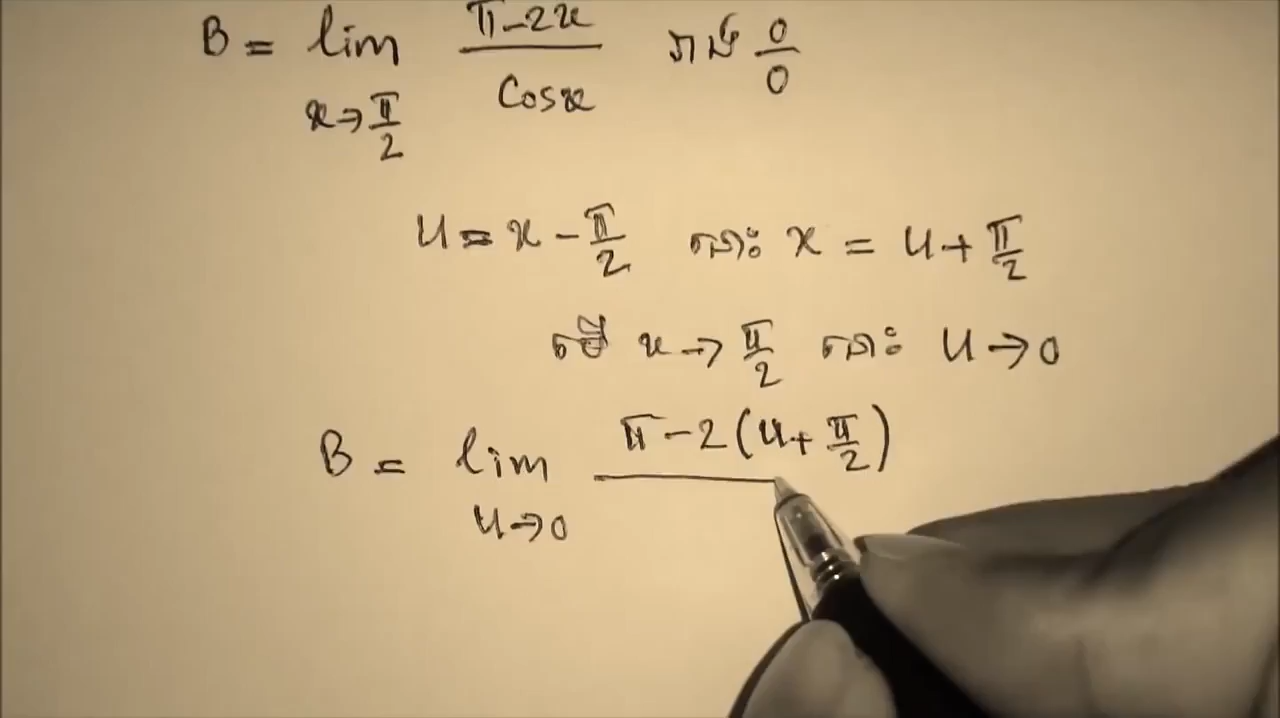 B = lim x→π/2 (π-2x)/(Cosx) រាង 0/0
u = x - π/2 នោះ x = u + π/2
បើ x → π/2 នោះ u → 0
B = lim u→0 π-2(u+π/2)